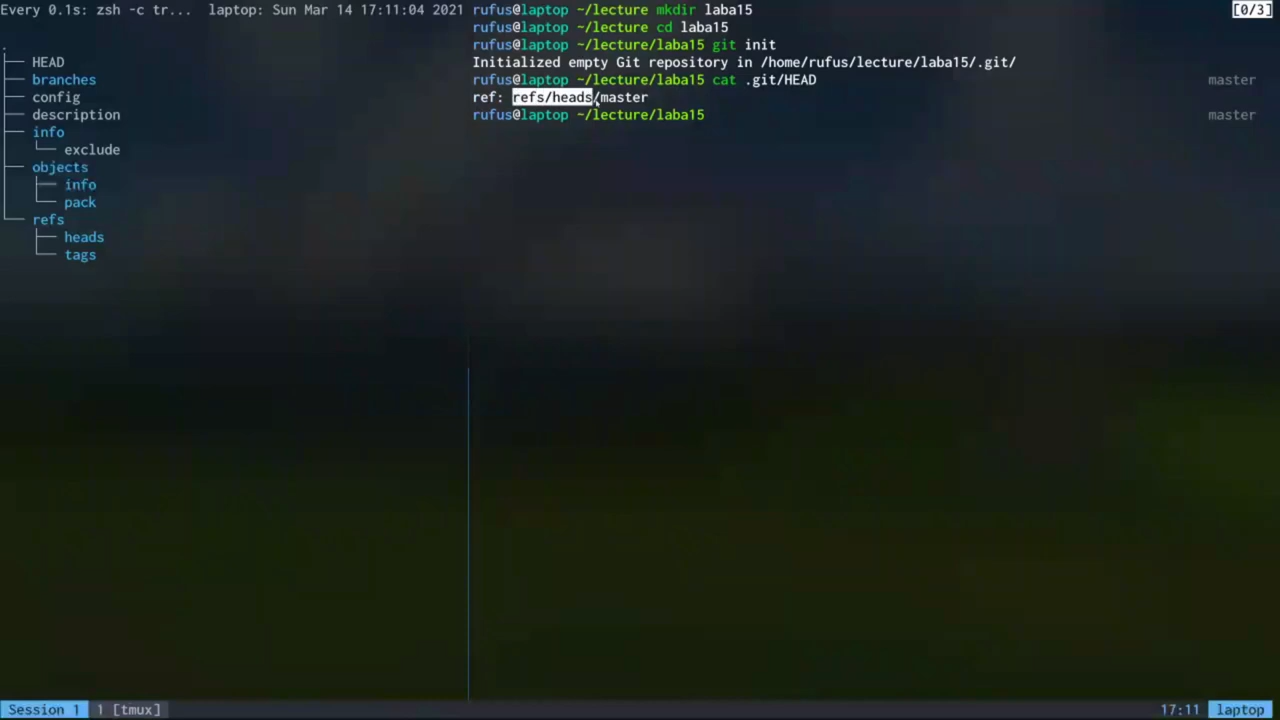 Every 0.1s: zsh -c tr...  laptop: Sun Mar 14 17:11:04 2021
.
├── HEAD
├── branches
├── config
├── description
├── info
│   └── exclude
├── objects
│   ├── info
│   └── pack
└── refs
    ├── heads
    └── tags
rufus@laptop ~/lecture mkdir laba15
[0/3]
rufus@laptop ~/lecture cd laba15
rufus@laptop ~/lecture/laba15 git init
Initialized empty Git repository in /home/rufus/lecture/laba15/.git/
rufus@laptop ~/lecture/laba15 cat .git/HEAD master
ref: refs/heads/master
rufus@laptop ~/lecture/laba15 master
Session 1 1 [tmux] 17:11 laptop